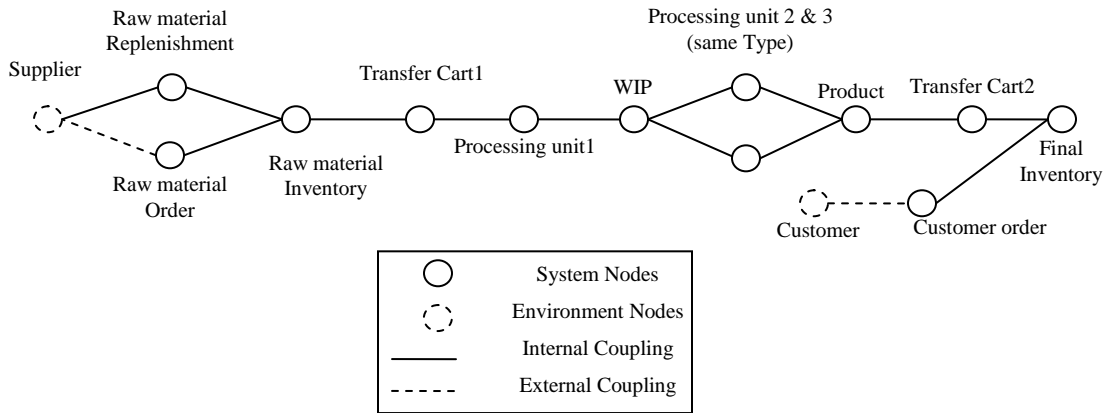 Raw material
Replenishment
Processing unit 2 & 3
(same Type)
Supplier
Transfer Cart1
WIP
Product
Transfer Cart2
Processing unit1
Raw material
Inventory
Final
Inventory
Raw material
Order
Customer
Customer order
System Nodes
Environment Nodes
Internal Coupling
External Coupling